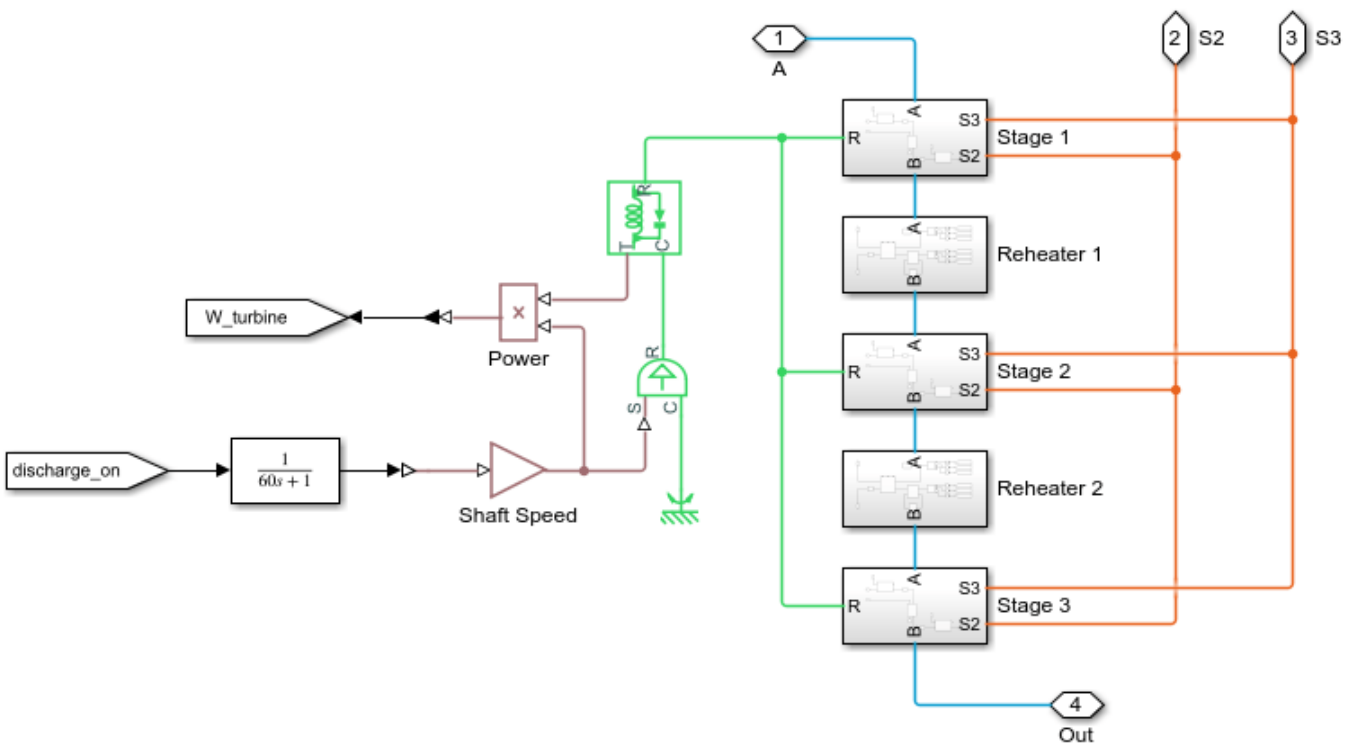 1
A
2
S2
3
S3
A
R
S3
S2
B
Stage 1
R
T
C
A
B
Reheater 1
W_turbine
×
Power
A
R
S3
S2
B
Stage 2
R
S
C
discharge_on
1
60s + 1
Shaft Speed
A
B
Reheater 2
A
R
S3
S2
B
Stage 3
4
Out